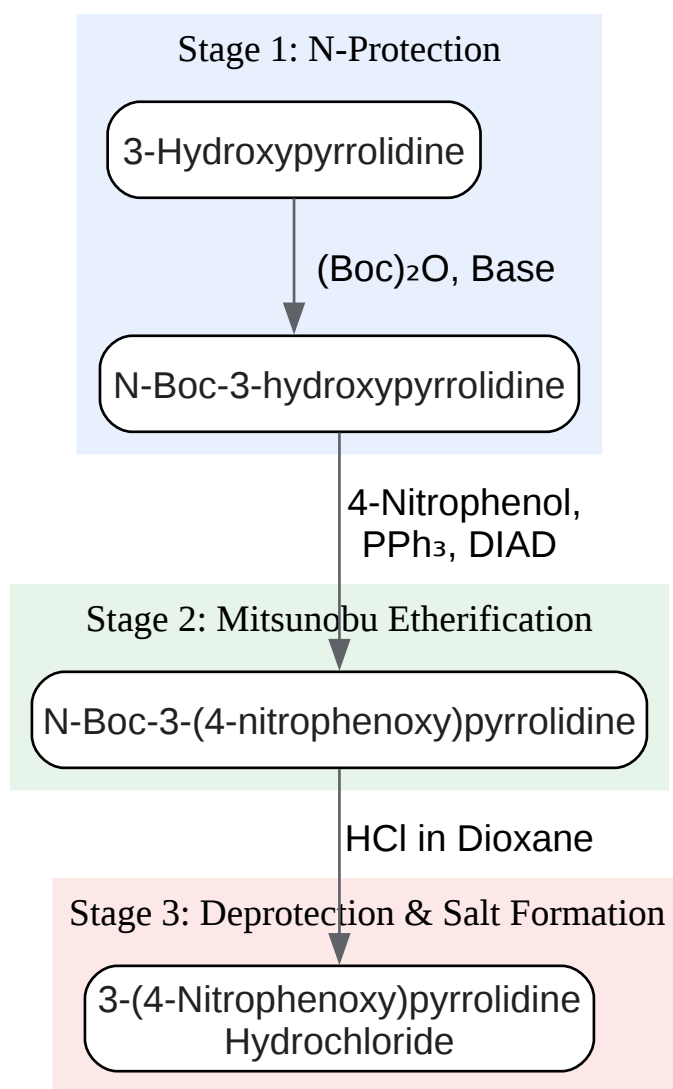 Stage 1: N-Protection
3-Hydroxypyrrolidine
(Boc)₂O, Base
N-Boc-3-hydroxypyrrolidine
4-Nitrophenol,
PPh₃, DIAD
Stage 2: Mitsunobu Etherification
N-Boc-3-(4-nitrophenoxy)pyrrolidine
HCl in Dioxane
Stage 3: Deprotection & Salt Formation
3-(4-Nitrophenoxy)pyrrolidine
Hydrochloride